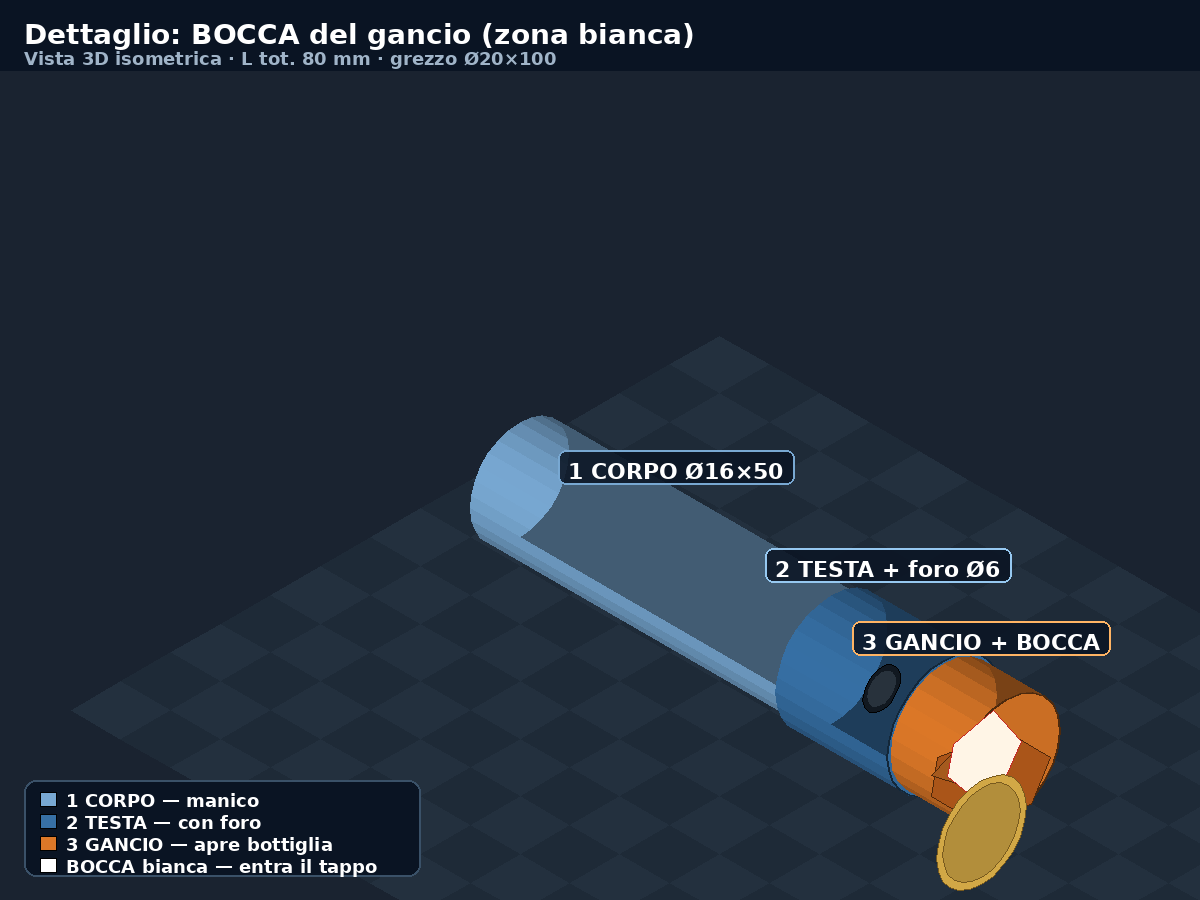 Dettaglio: BOCCA del gancio (zona bianca)
Vista 3D isometrica · L tot. 80 mm · grezzo Ø20×100
1 CORPO Ø16×50
2 TESTA + foro Ø6
3 GANCIO + BOCCA
1 CORPO — manico
2 TESTA — con foro
3 GANCIO — apre bottiglia
BOCCA bianca — entra il tappo